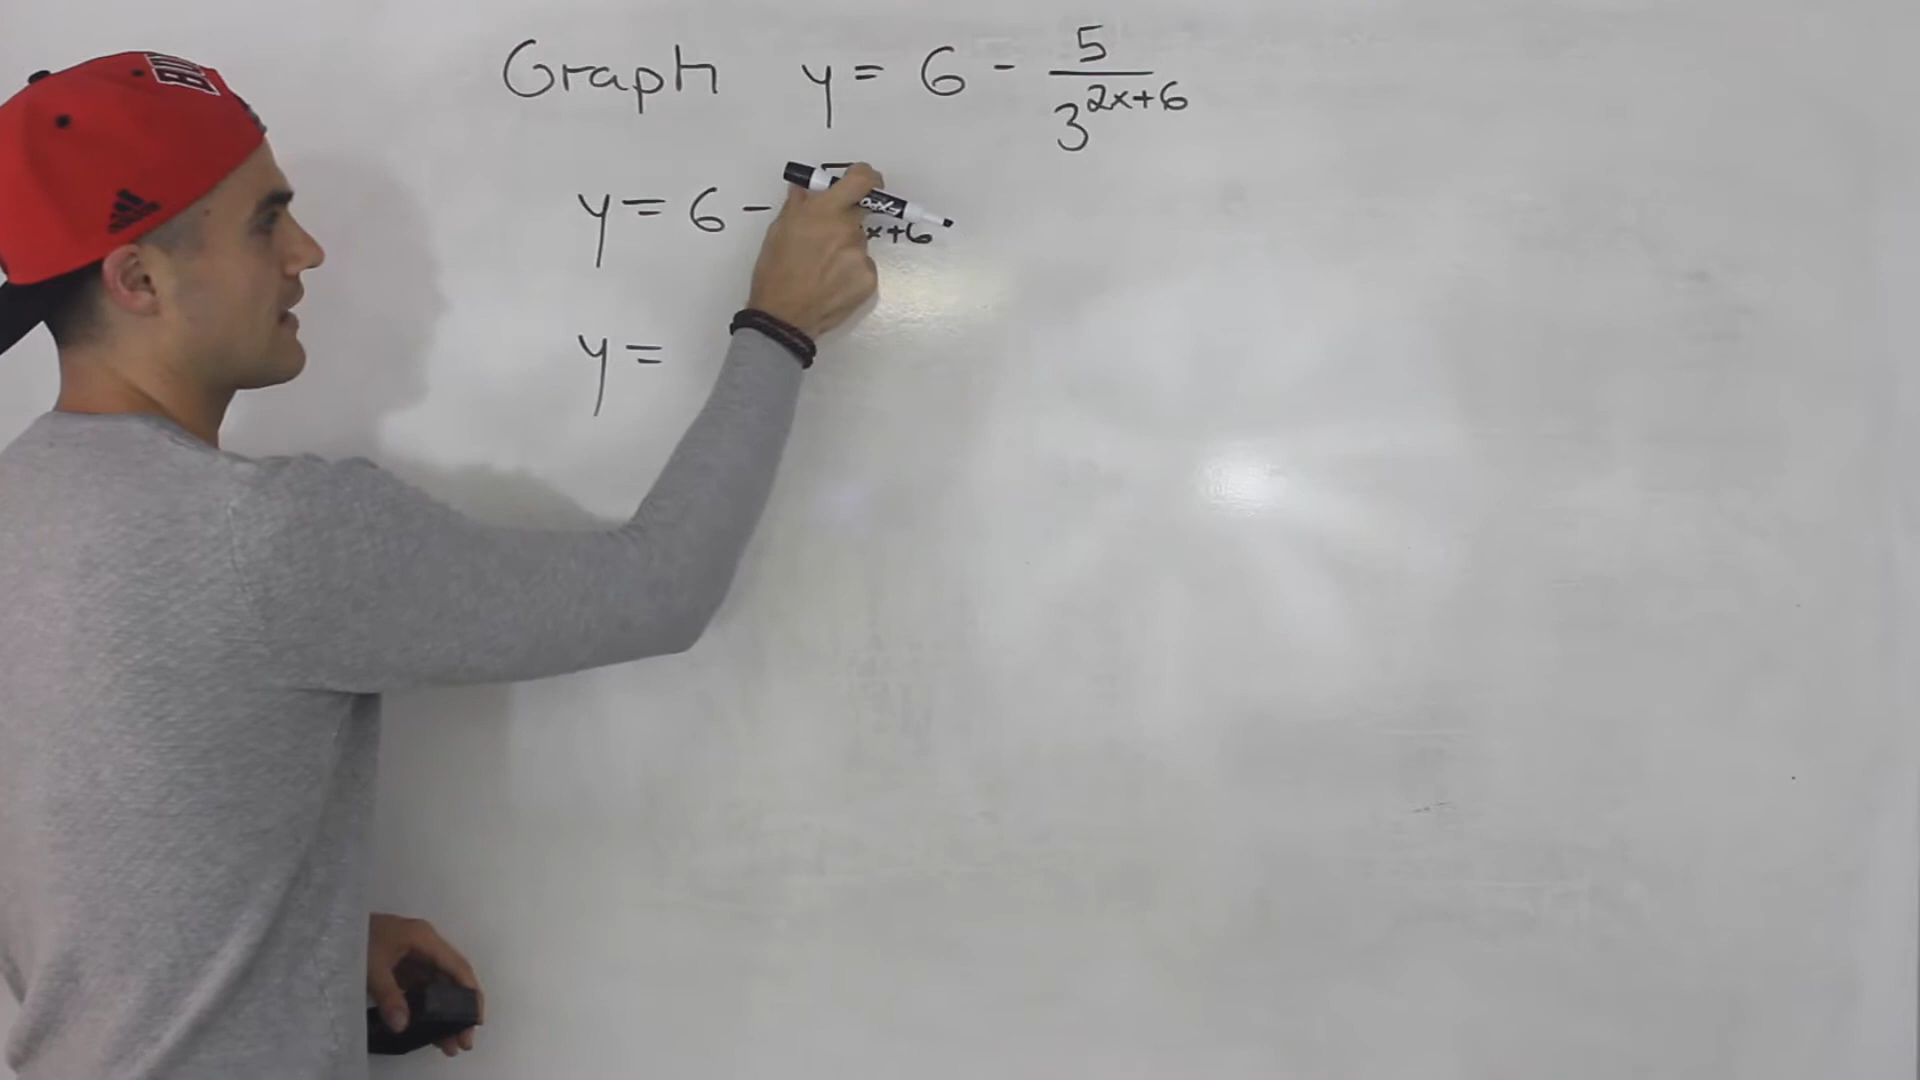 Graph y = 6 - 5/3^(2x+6)
y = 6 - x+6
y =